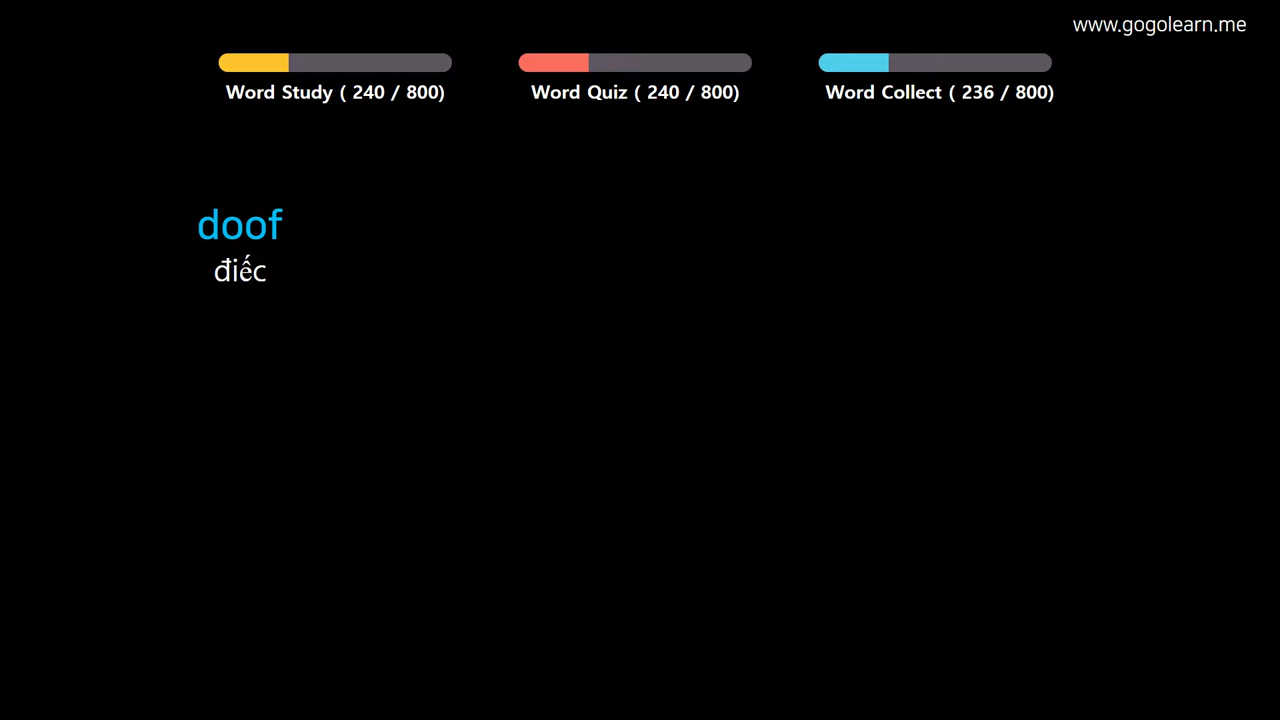 www.gogolearn.me
Word Study ( 240 / 800)
Word Quiz ( 240 / 800)
Word Collect ( 236 / 800)
doof
điếc